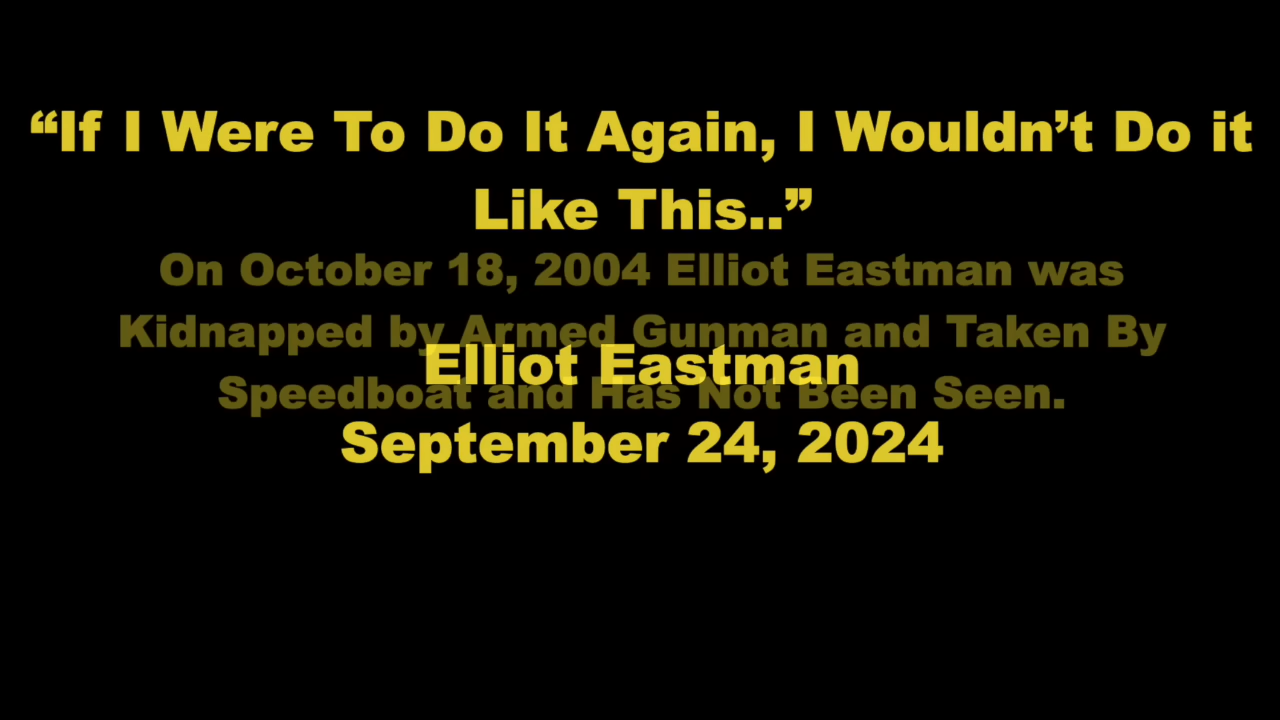 “If I Were To Do It Again, I Wouldn’t Do it
Like This..”
On October 18, 2004 Elliot Eastman was
Kidnapped by Armed Gunman and Taken By
Elliot Eastman
Speedboat and Has Not Been Seen.
September 24, 2024